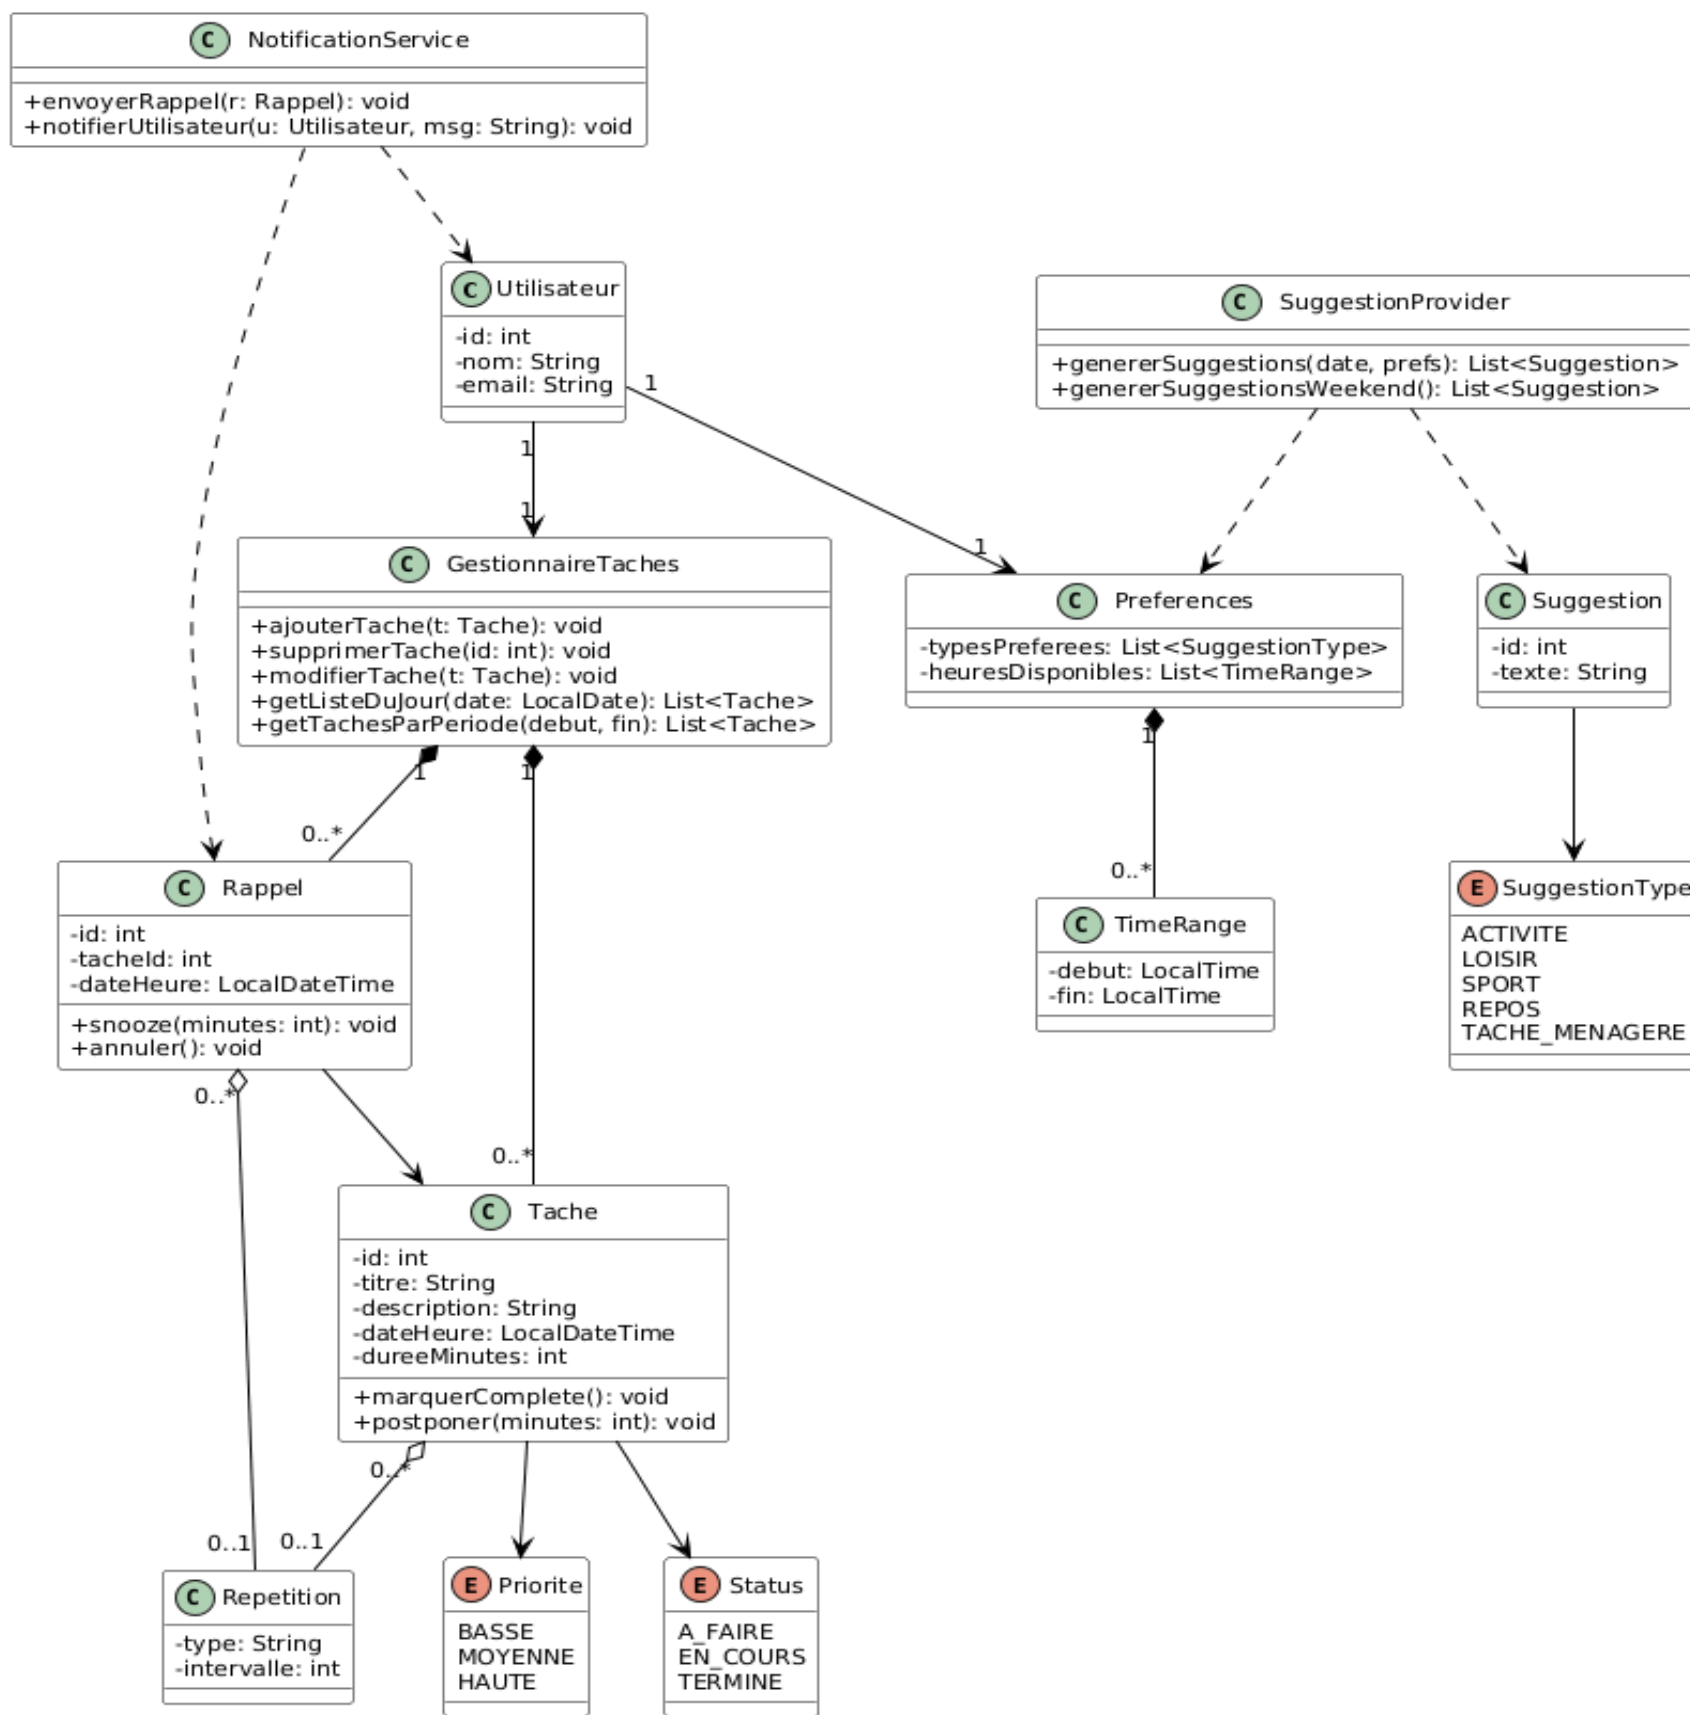 C NotificationService
+envoyerRappel(r: Rappel): void
+notifierUtilisateur(u: Utilisateur, msg: String): void
C Utilisateur
-id: int
-nom: String
-email: String
1
1
1
1
C SuggestionProvider
+genererSuggestions(date, prefs): List<Suggestion>
+genererSuggestionsWeekend(): List<Suggestion>
C GestionnaireTaches
+ajouterTache(t: Tache): void
+supprimerTache(id: int): void
+modifierTache(t: Tache): void
+getListeDuJour(date: LocalDate): List<Tache>
+getTachesParPeriode(debut, fin): List<Tache>
C Preferences
-typesPreferees: List<SuggestionType>
-heuresDisponibles: List<TimeRange>
C Suggestion
-id: int
-texte: String
1
1
1
0..*
0..*
C Rappel
-id: int
-tacheId: int
-dateHeure: LocalDateTime
+snooze(minutes: int): void
+annuler(): void
C TimeRange
-debut: LocalTime
-fin: LocalTime
E SuggestionType
ACTIVITE
LOISIR
SPORT
REPOS
TACHE_MENAGERE
0..*
0..*
C Tache
-id: int
-titre: String
-description: String
-dateHeure: LocalDateTime
-dureeMinutes: int
+marquerComplete(): void
+postponer(minutes: int): void
0..*
0..1
0..1
C Repetition
-type: String
-intervalle: int
E Priorite
BASSE
MOYENNE
HAUTE
E Status
A_FAIRE
EN_COURS
TERMINE